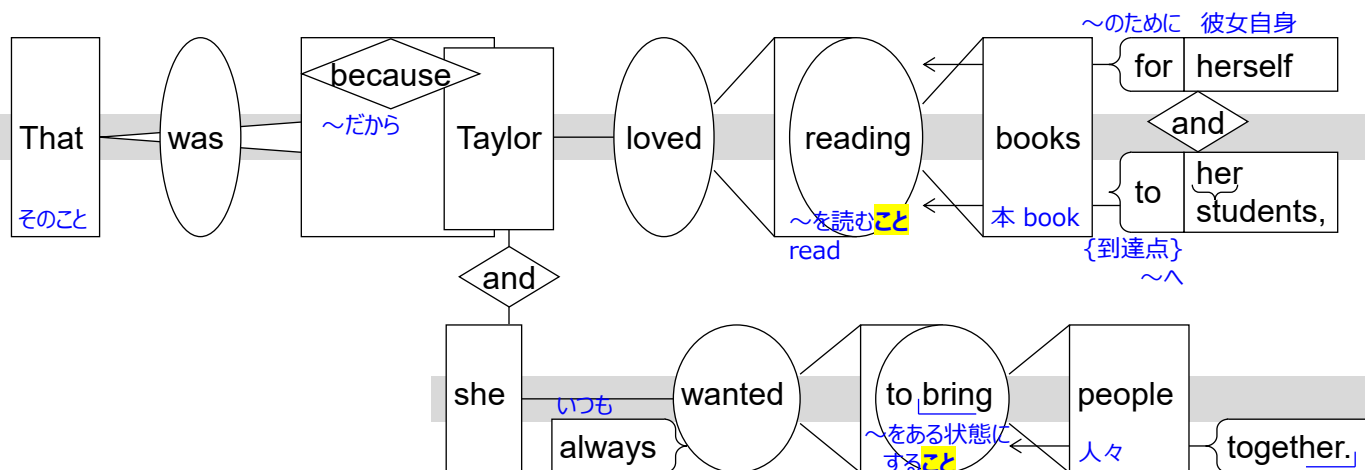 〜のために 彼女自身
because for herself
That was 〜だから Taylor loved reading books and
her
to students,
そのこと 〜を読むこと 本 book
read {到達点}
〜へ
and
she wanted to bring people
いつも
always 〜をある状態に 人々 together.
すること